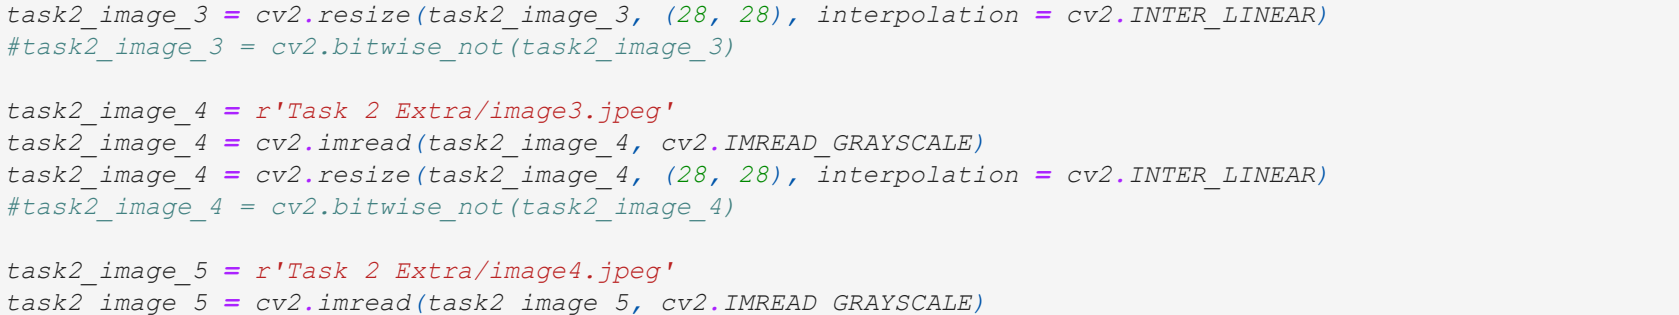 task2_image_3 = cv2.resize(task2_image_3, (28, 28), interpolation = cv2.INTER_LINEAR)
#task2_image_3 = cv2.bitwise_not(task2_image_3)
task2_image_4 = r'Task 2 Extra/image3.jpeg'
task2_image_4 = cv2.imread(task2_image_4, cv2.IMREAD_GRAYSCALE)
task2_image_4 = cv2.resize(task2_image_4, (28, 28), interpolation = cv2.INTER_LINEAR)
#task2_image_4 = cv2.bitwise_not(task2_image_4)
task2_image_5 = r'Task 2 Extra/image4.jpeg'
task2_image_5 = cv2.imread(task2_image_5, cv2.IMREAD_GRAYSCALE)